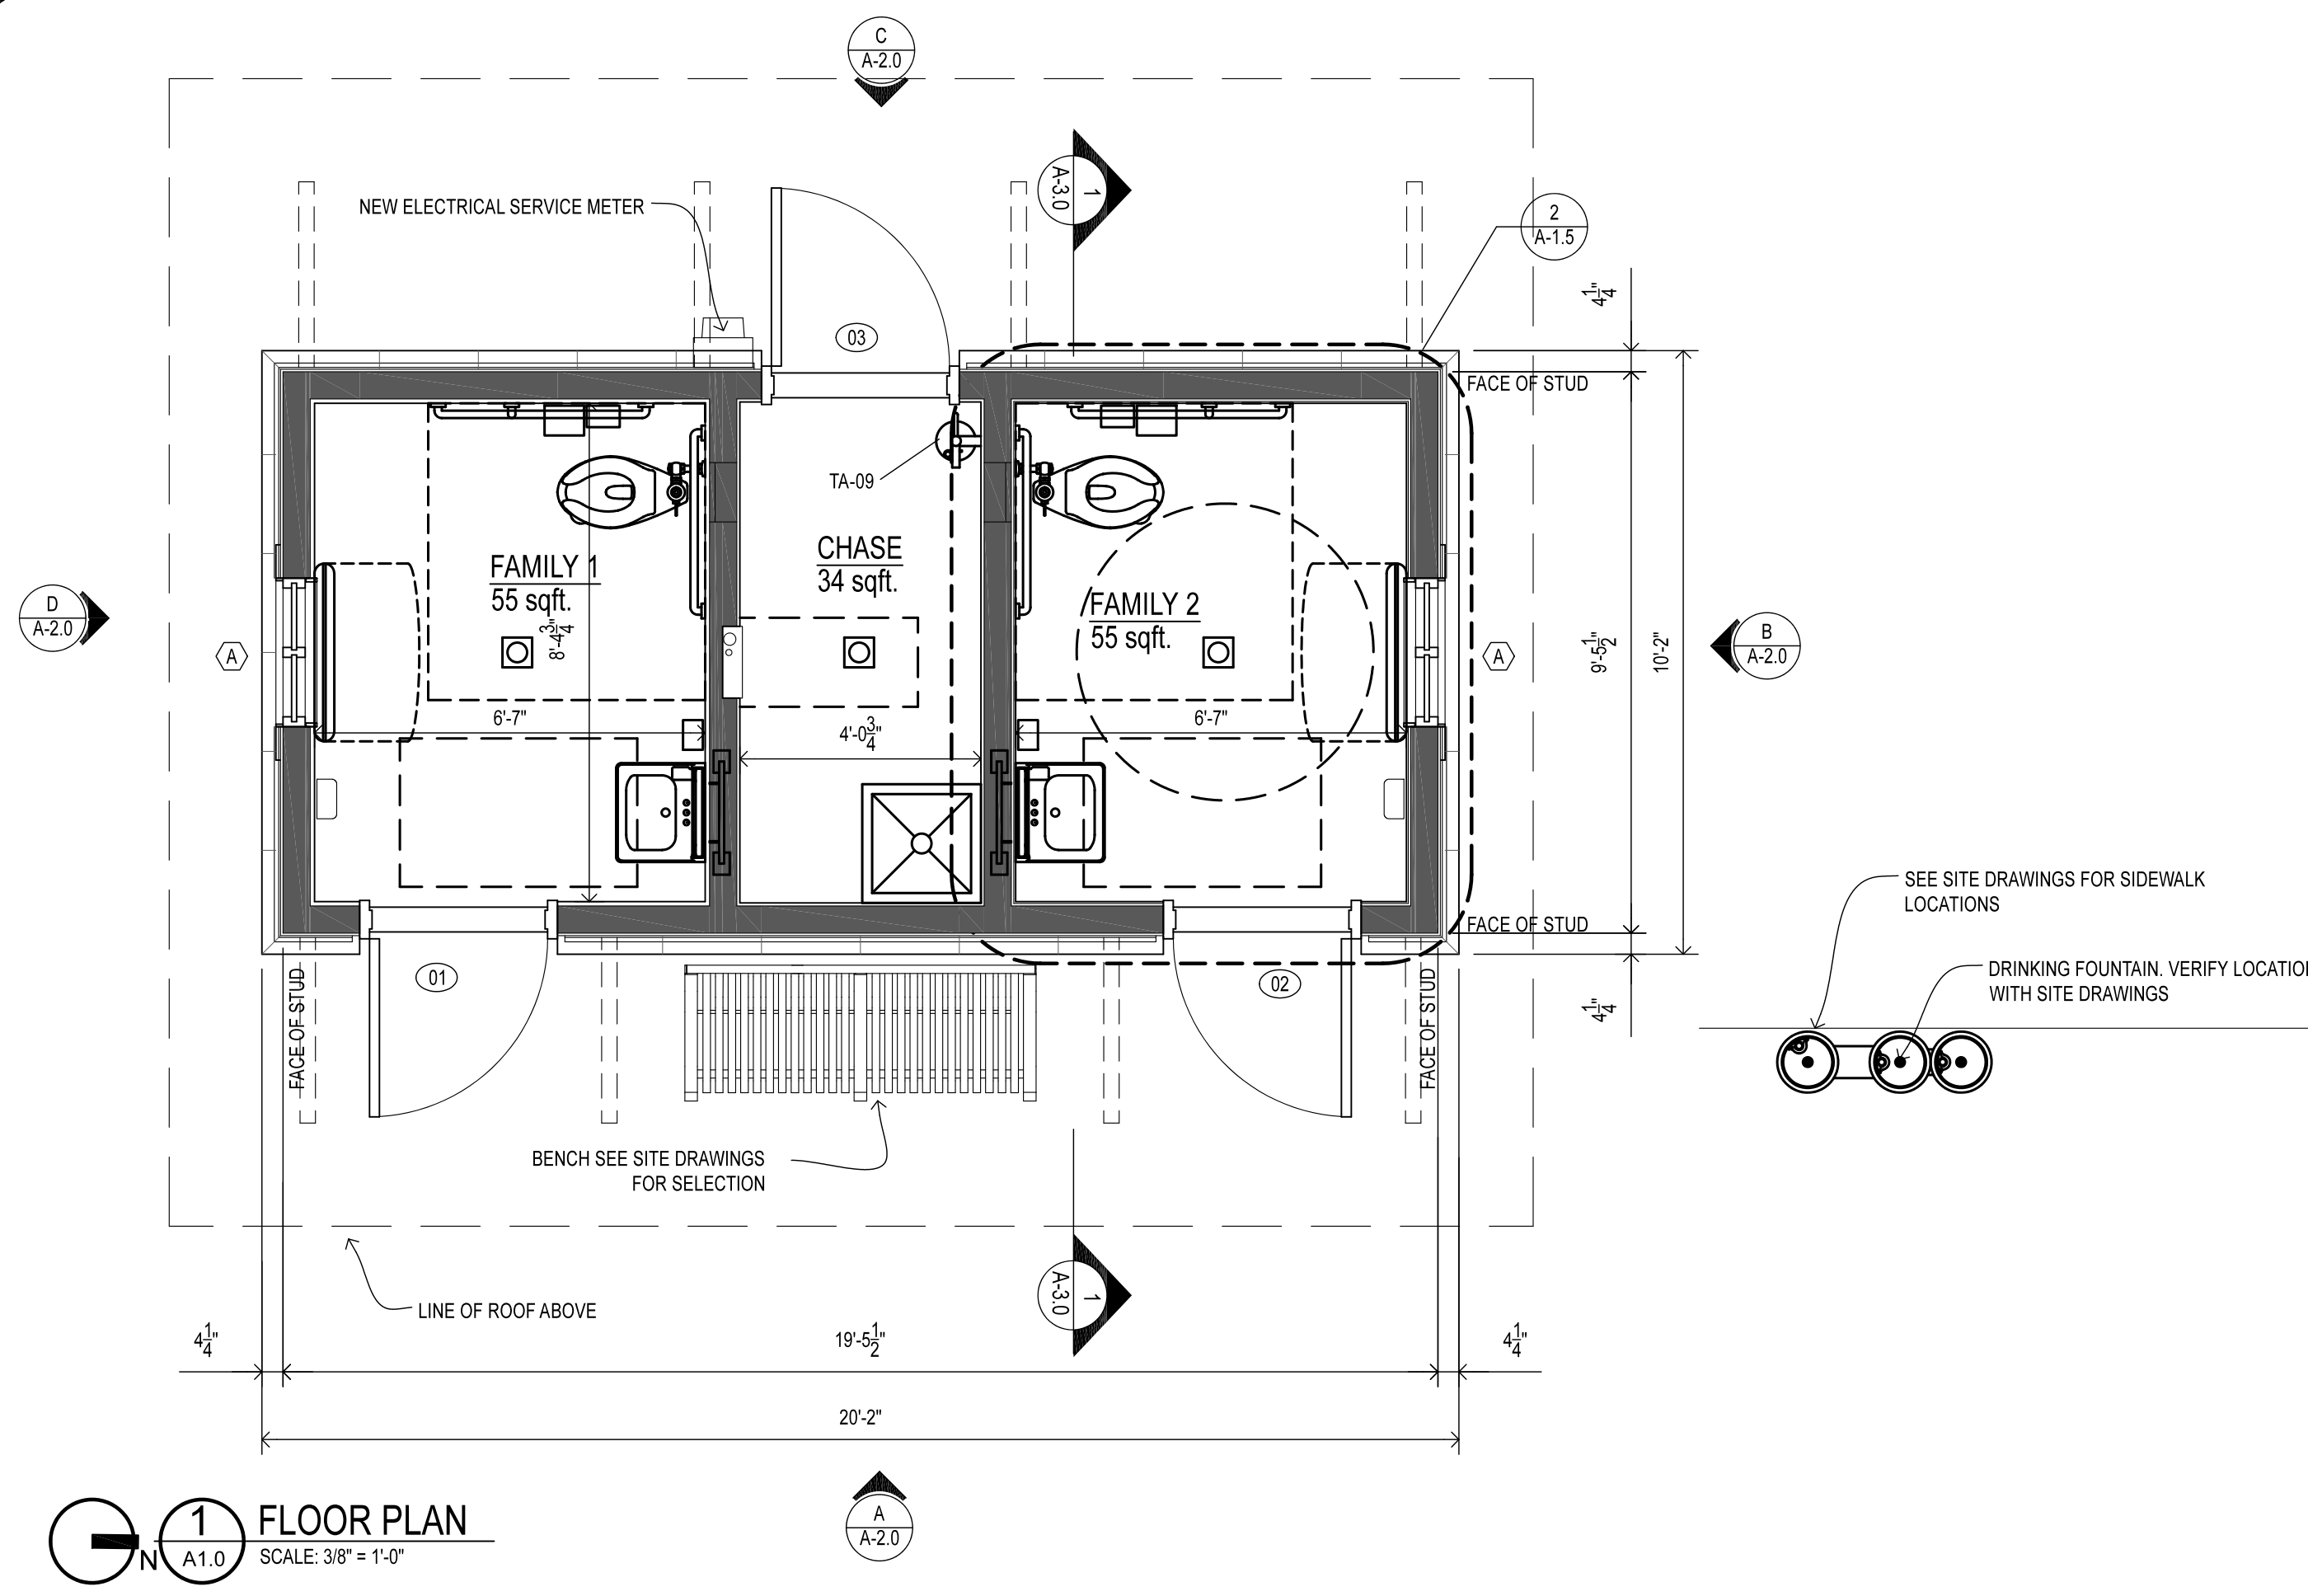 C
A-2.0
1
A-3.0
NEW ELECTRICAL SERVICE METER
2
A-1.5
4 1/4"
03
FACE OF STUD
TA-09
CHASE
34 sqft.
FAMILY 1
55 sqft.
8'-4 3/4"
FAMILY 2
55 sqft.
D
A-2.0
A
A
9'-5 1/2"
10'-2"
B
A-2.0
6'-7"
4'-0 3/4"
6'-7"
SEE SITE DRAWINGS FOR SIDEWALK
LOCATIONS
FACE OF STUD
DRINKING FOUNTAIN. VERIFY LOCATIO
WITH SITE DRAWINGS
01
02
4 1/4"
FACE OF STUD
FACE OF STUD
BENCH SEE SITE DRAWINGS
FOR SELECTION
1
A-3.0
LINE OF ROOF ABOVE
4 1/4"
19'-5 1/2"
4 1/4"
20'-2"
A
A-2.0
N
1
A1.0
FLOOR PLAN
SCALE: 3/8" = 1'-0"